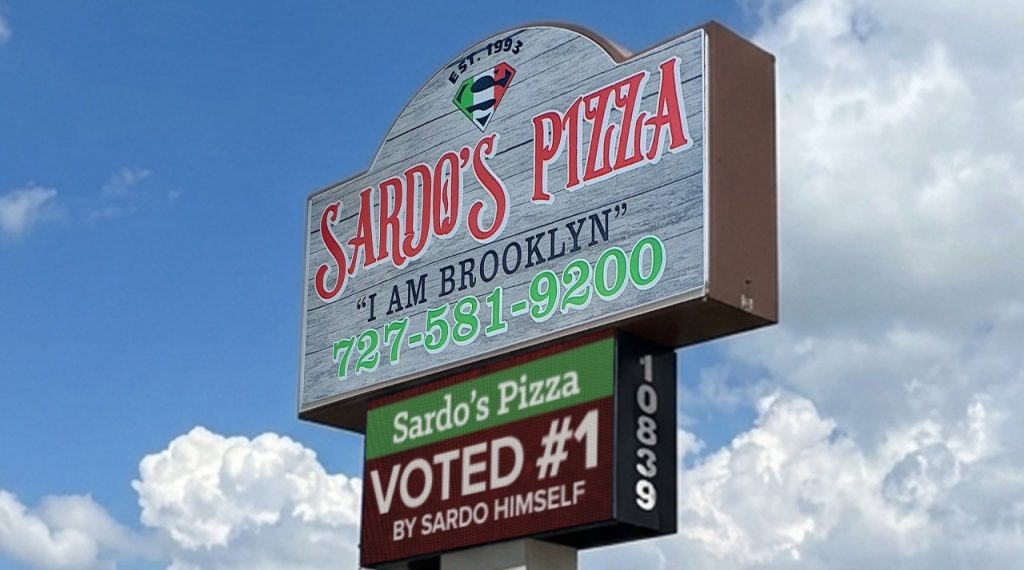 EST. 1993
S
SARDO'S PIZZA
"I AM BROOKLYN"
727-581-9200
Sardo's Pizza
VOTED #1
BY SARDO HIMSELF
10839